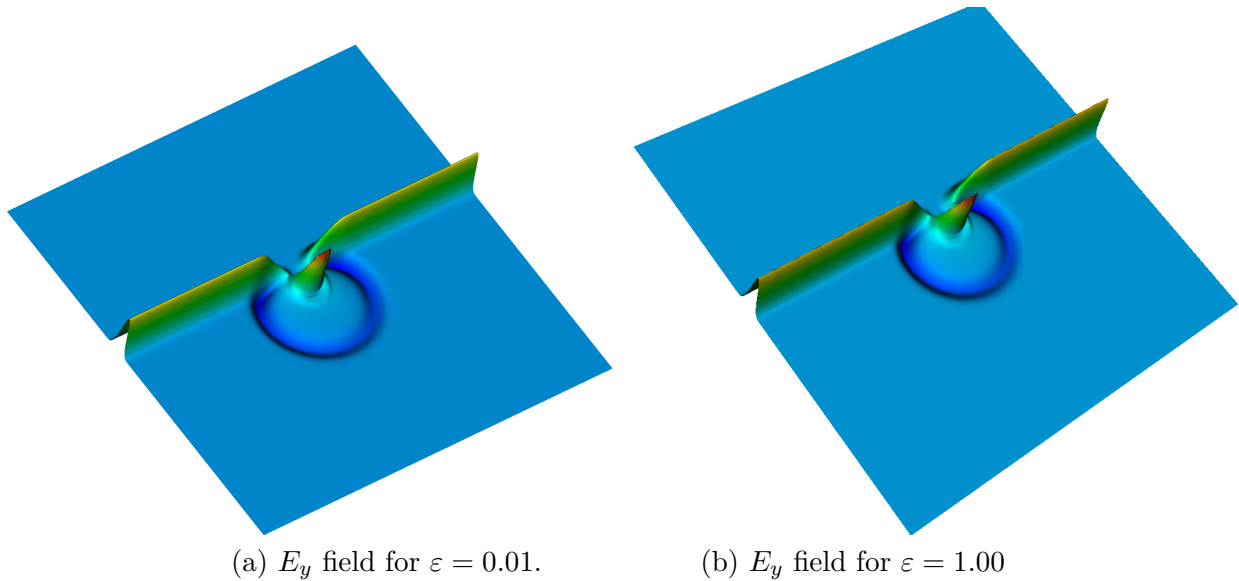 (a) $E_y$ field for $\varepsilon = 0.01$.
(b) $E_y$ field for $\varepsilon = 1.00$